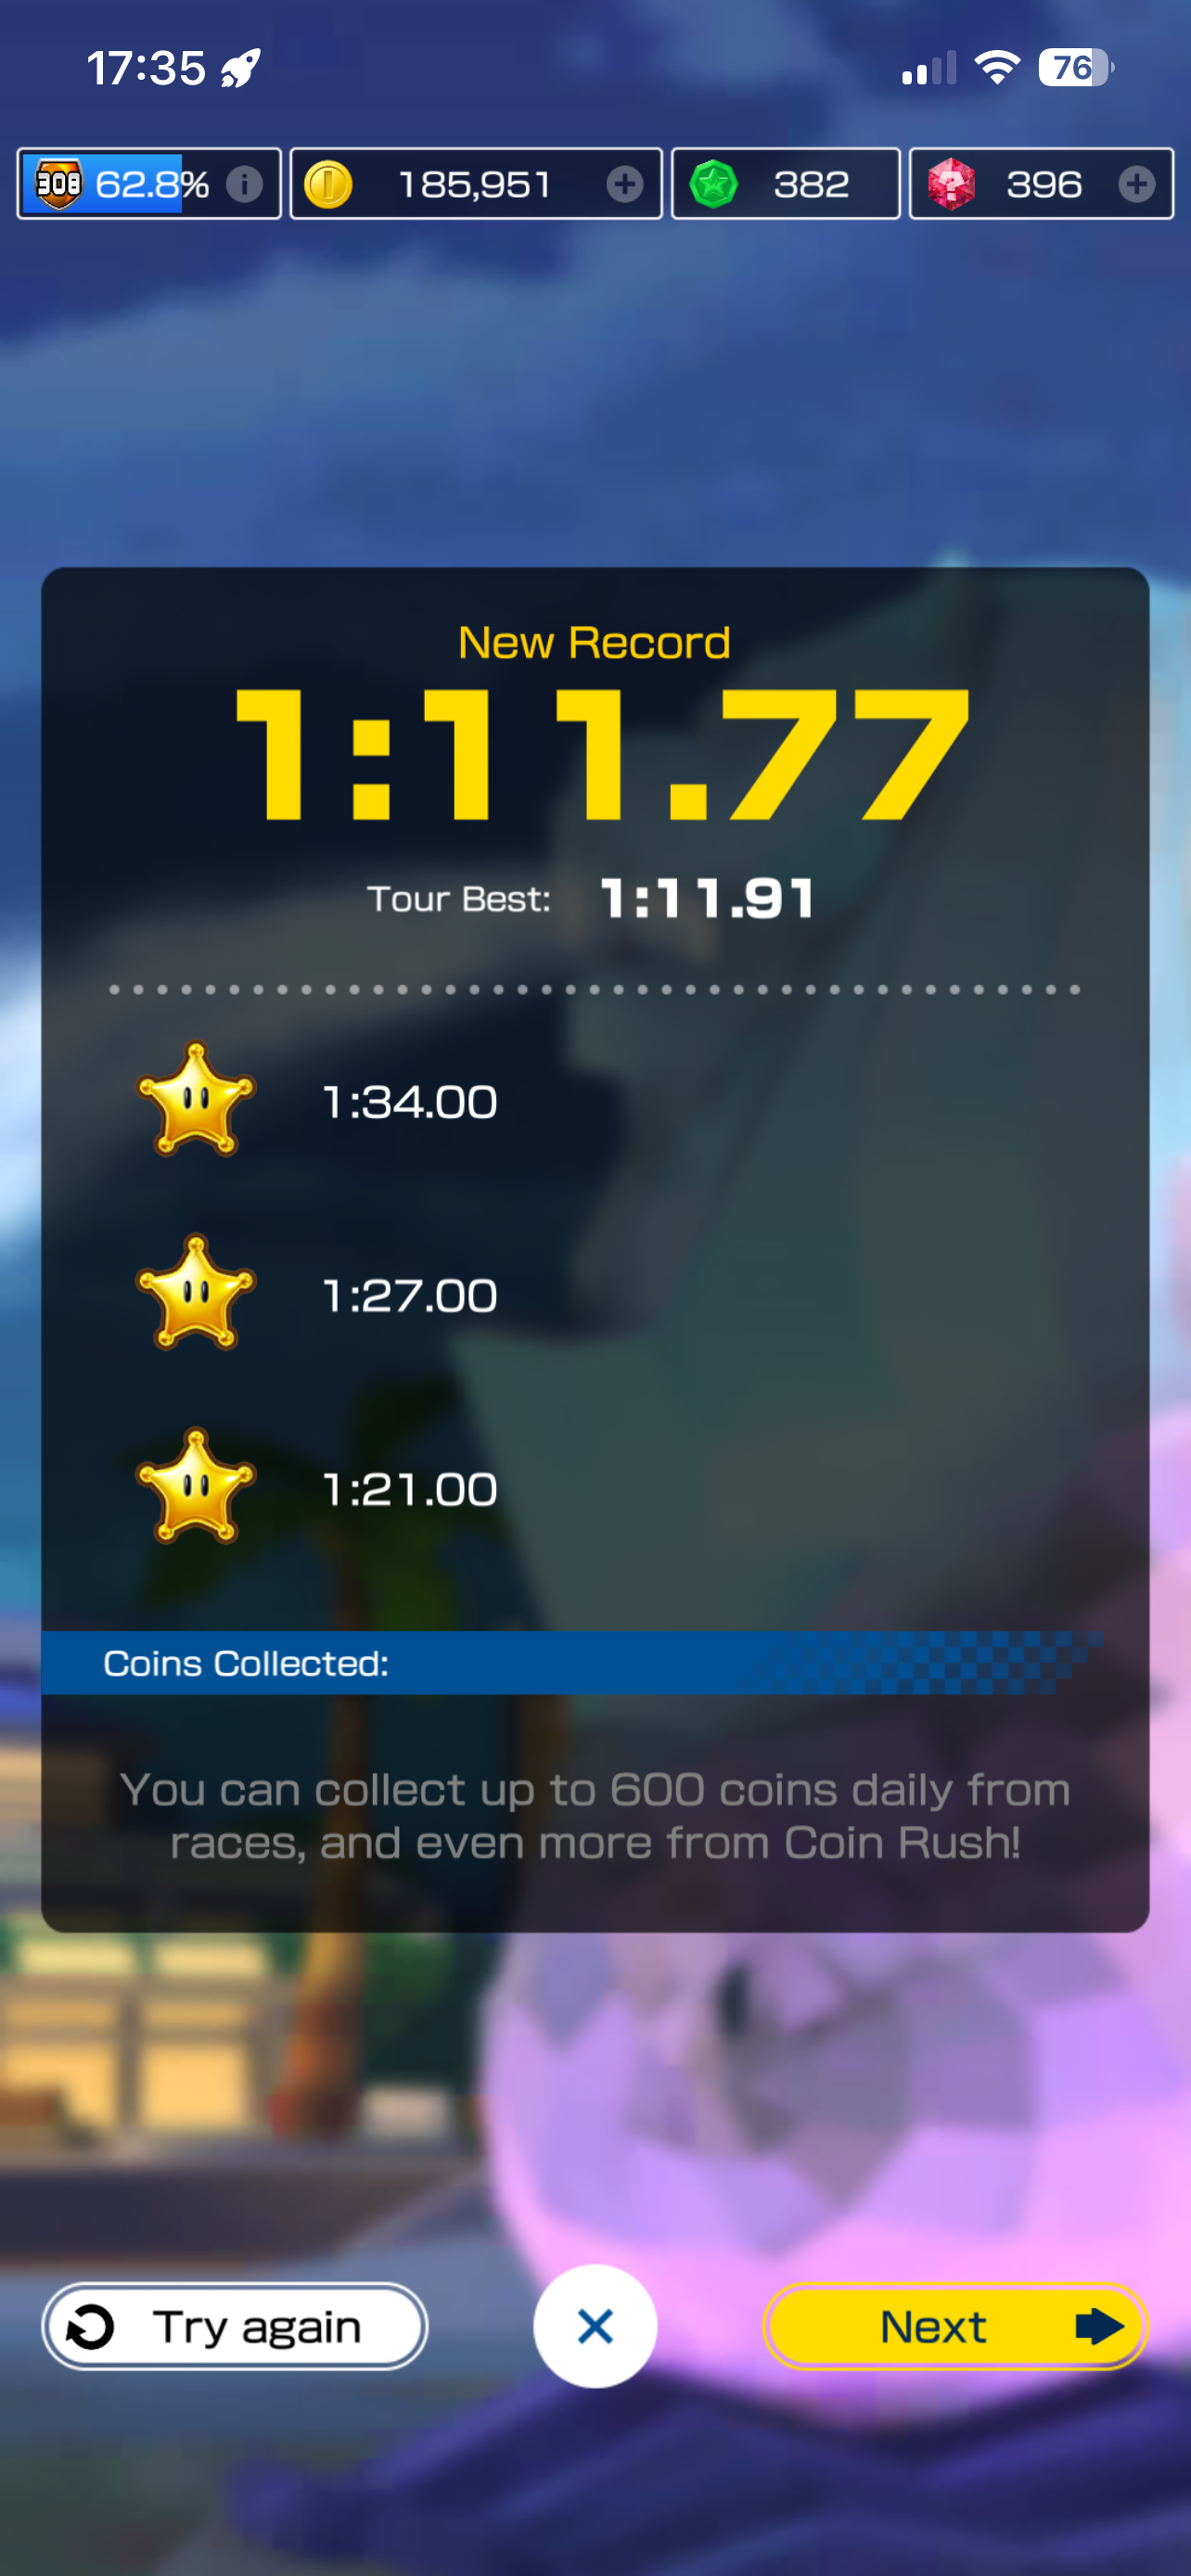 17:35
76
308 62.8% i 185,951 + 382 ? 396 +
New Record
1:11.77
Tour Best: 1:11.91
1:34.00
1:27.00
1:21.00
Coins Collected:
You can collect up to 600 coins daily from
races, and even more from Coin Rush!
Try again
Next